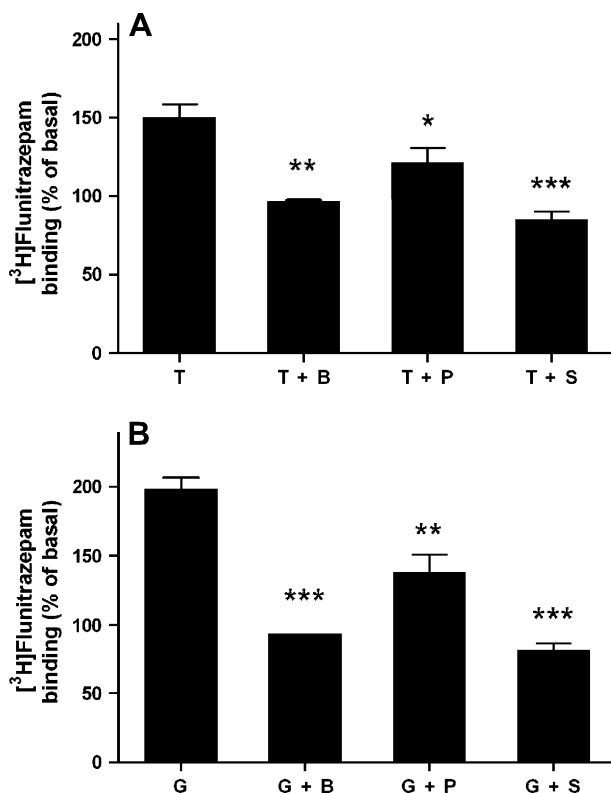 A
200
150
100
50
0
[³H]Flunitrazepam
binding (% of basal)
**
*
***
T
T + B
T + P
T + S
B
200
150
100
50
0
[³H]Flunitrazepam
binding (% of basal)
***
**
***
G
G + B
G + P
G + S